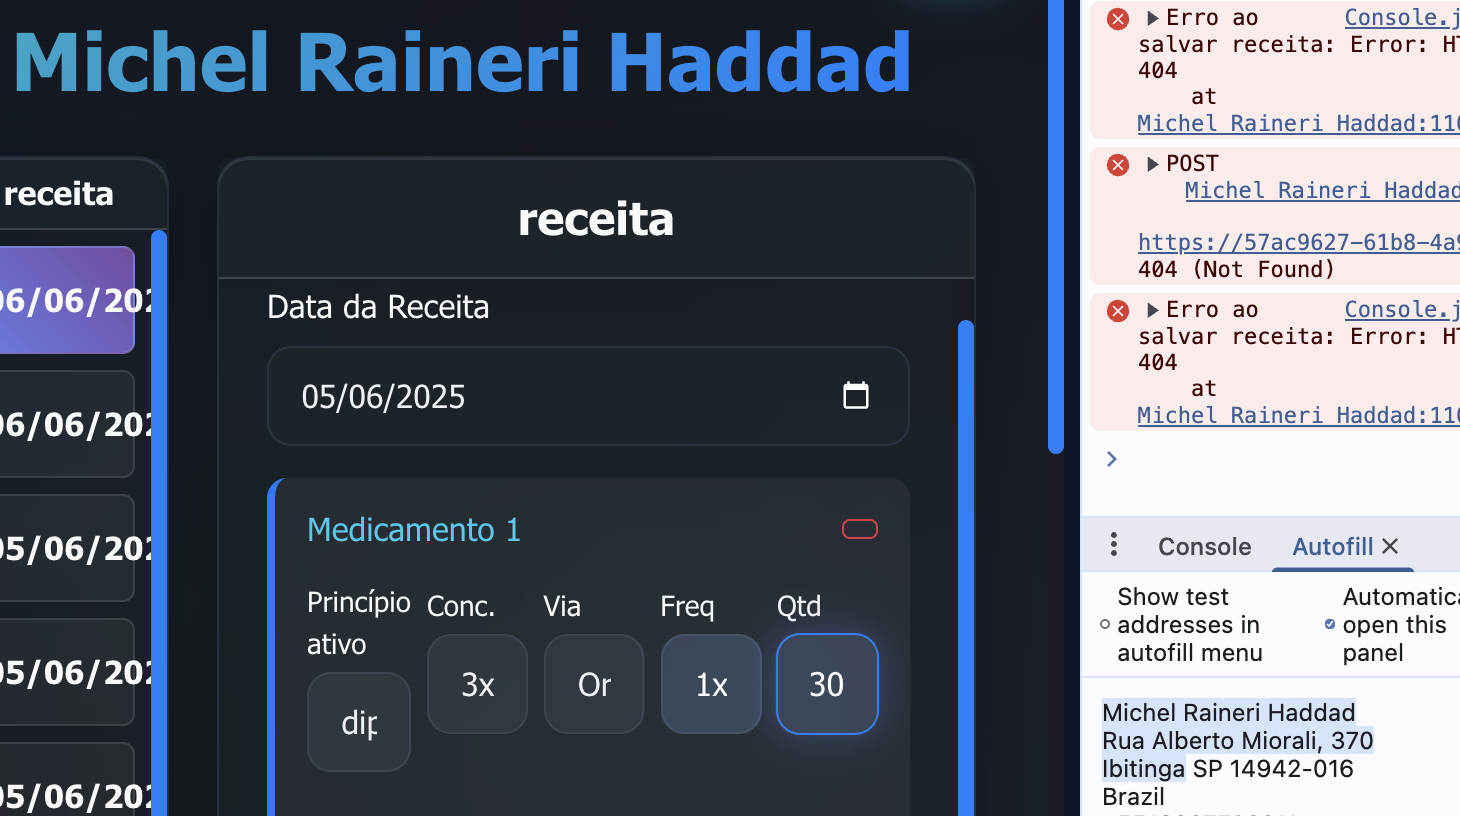 Michel Raineri Haddad
receita
06/06/202
06/06/202
05/06/202
05/06/202
05/06/202
receita
Data da Receita
05/06/2025
Medicamento 1
Princípio ativo
Conc.
Via
Freq
Qtd
dip
3x
Or
1x
30
Erro ao Console.j
salvar receita: Error: HT
404
at
Michel Raineri Haddad:110
POST
Michel Raineri Haddad
https://57ac9627-61b8-4a9
404 (Not Found)
Erro ao Console.j
salvar receita: Error: HT
404
at
Michel Raineri Haddad:110
Console
Autofill
Show test
addresses in
autofill menu
Automatica
open this
panel
Michel Raineri Haddad
Rua Alberto Miorali, 370
Ibitinga SP 14942-016
Brazil